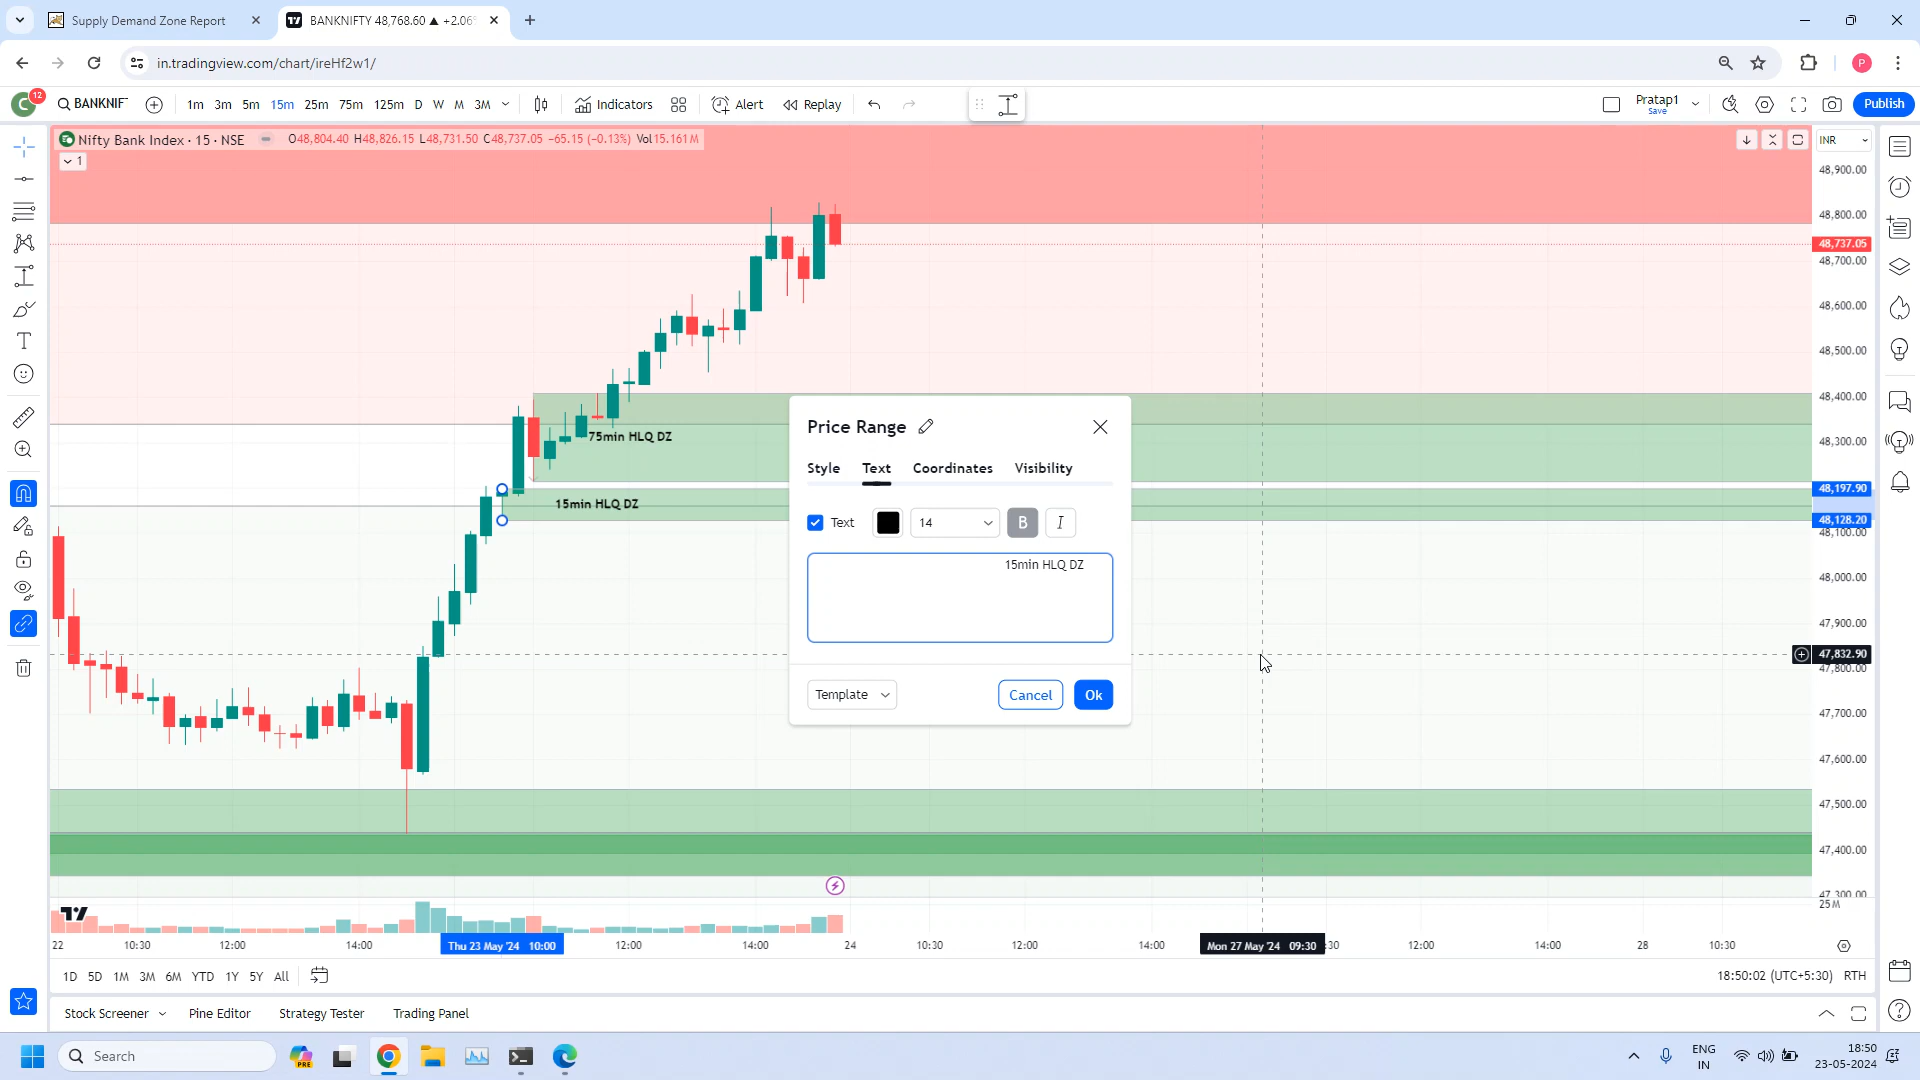 Supply Demand Zone Report
BANKNIFTY 48,768.60 ▲ +2.06
in.tradingview.com/chart/ireHf2w1/
P
C 12
BANKNIF
1m 3m 5m 15m 25m 75m 125m D W M 3M
Indicators
Alert
Replay
Pratap1
Save
Publish
Nifty Bank Index · 15 · NSE
O48,804.40 H48,826.15 L48,731.50 C48,737.05 −65.15 (−0.13%) Vol15.161M
INR
1
48,900.00
48,800.00
48,737.05
48,700.00
48,600.00
48,500.00
48,400.00
48,300.00
48,197.90
48,128.20
48,100.00
48,000.00
47,900.00
47,832.90
47,800.00
47,700.00
47,600.00
47,500.00
47,400.00
47,300.00
25M
75min HLQ DZ
15min HLQ DZ
Price Range
Style Text Coordinates Visibility
Text 14 B I
15min HLQ DZ
Template Cancel Ok
22 10:30 12:00 14:00 Thu 23 May '24 10:00 12:00 14:00 24 10:30 12:00 14:00 Mon 27 May '24 09:30 :30 12:00 14:00 28 10:30
1D 5D 1M 3M 6M YTD 1Y 5Y All
18:50:02 (UTC+5:30) RTH
Stock Screener Pine Editor Strategy Tester Trading Panel
Search
PRE
ENG
IN
18:50
23-05-2024